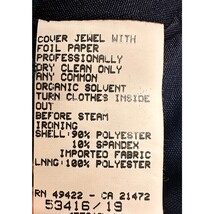 COVER JEWEL WITH
FOIL PAPER
PROFESSIONALLY
DRY CLEAN ONLY
ANY COMMON
ORGANIC SOLVENT
TURN CLOTHES INSIDE
OUT
BEFORE STEAM
IRONING
SHELL: 90% POLYESTER
10% SPANDEX
IMPORTED FABRIC
LNNG: 100% POLYESTER
RN 49422 - CA 21472
53416/19